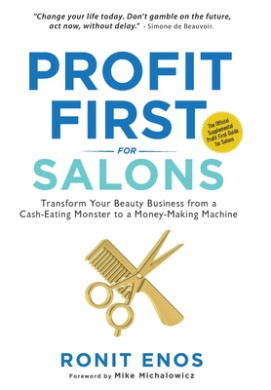 "Change your life today. Don't gamble on the future,
act now, without delay." - Simone de Beauvoir.
PROFIT
FIRST
FOR
SALONS
The Official
Supplemental
Profit First Guide
for Salons
Transform Your Beauty Business from a
Cash-Eating Monster to a Money-Making Machine
RONIT ENOS
Foreword by Mike Michalowicz